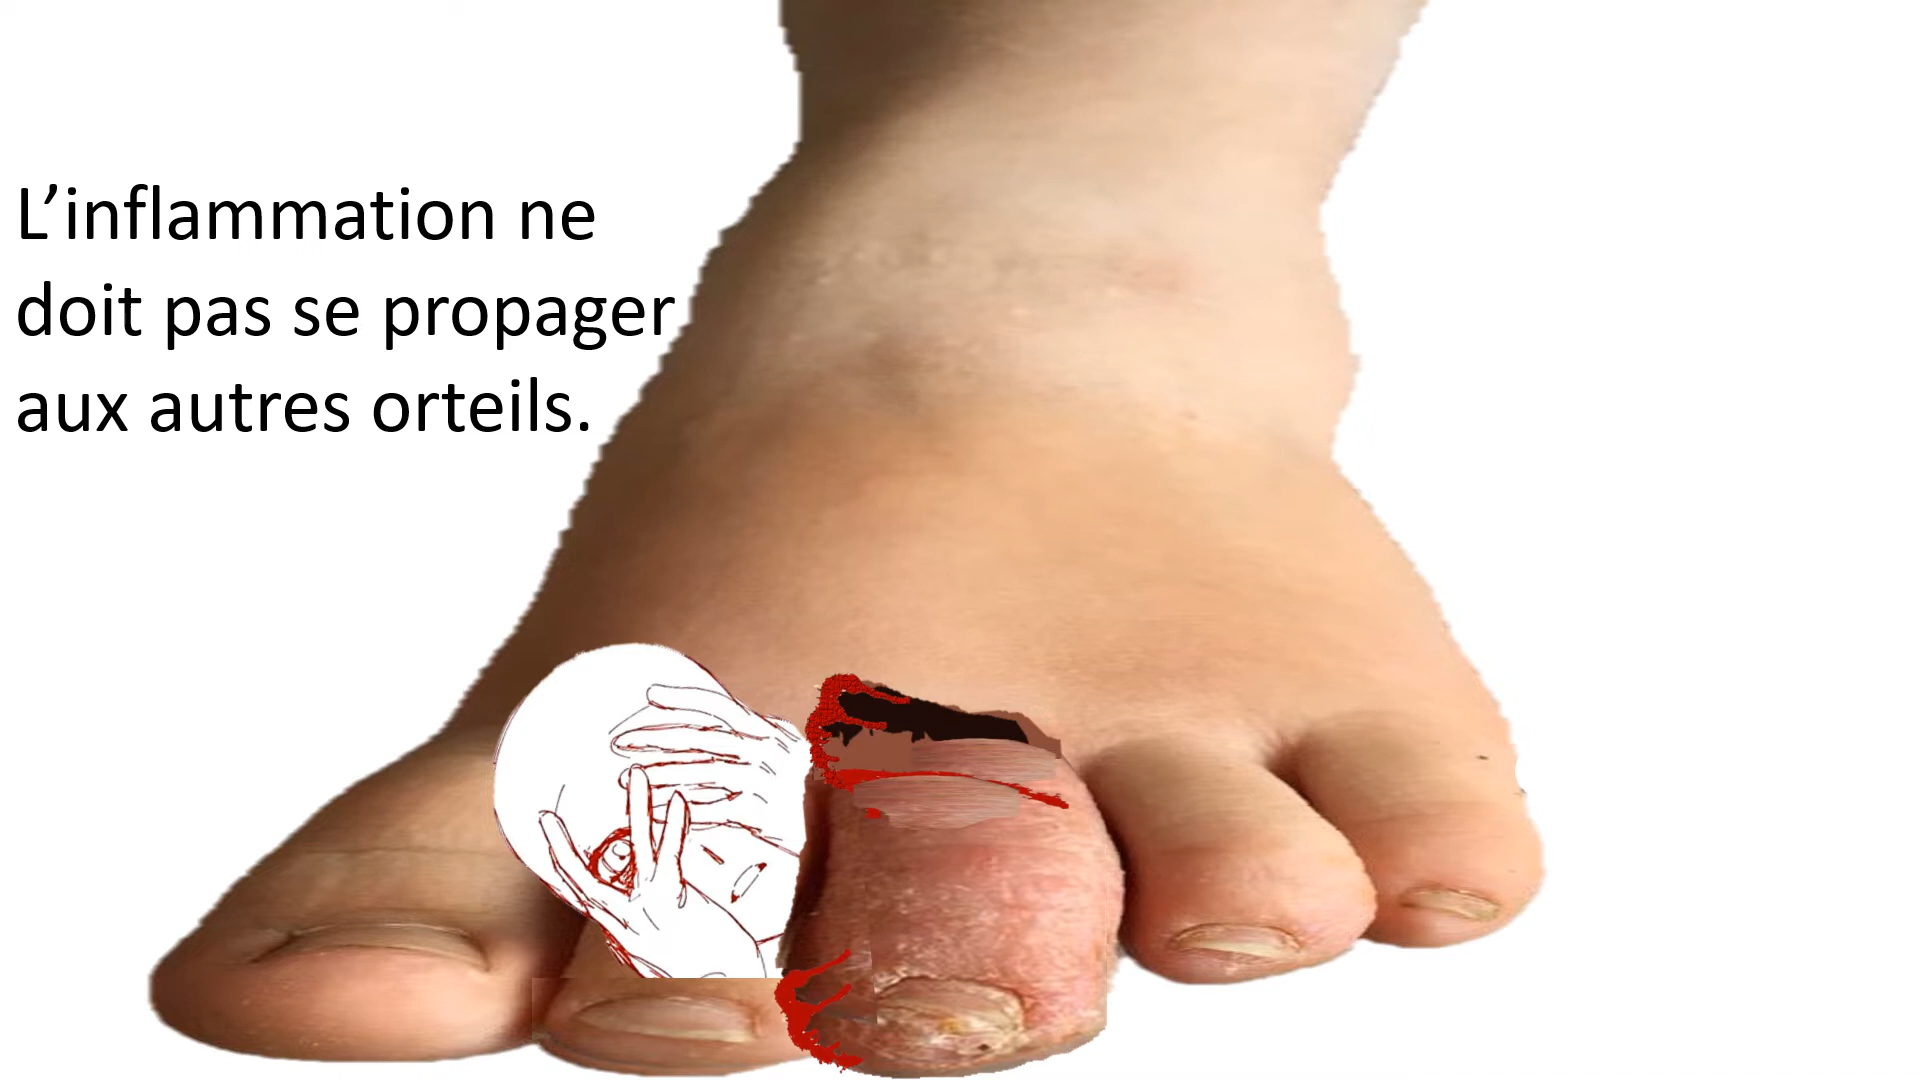 L’inflammation ne
doit pas se propager
aux autres orteils.